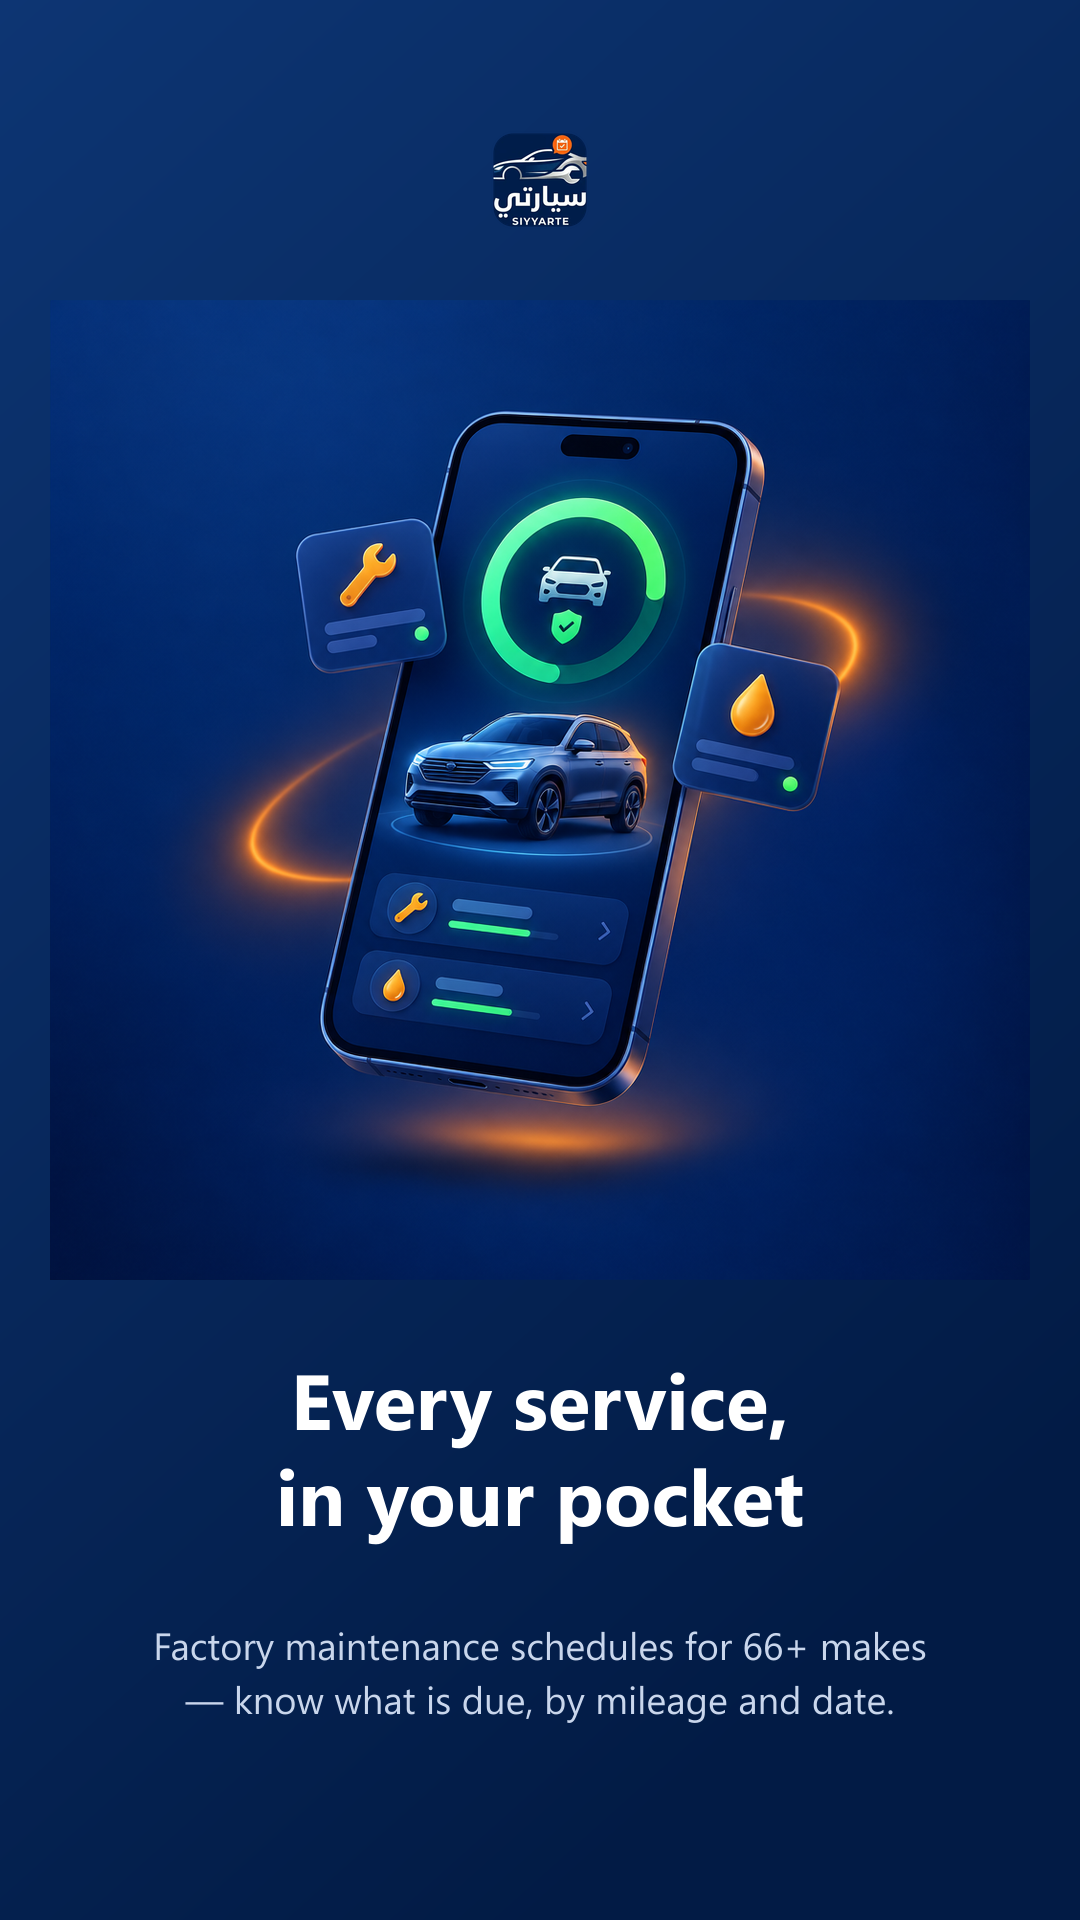 سيارتي
SIYYARTE
Every service,
in your pocket
Factory maintenance schedules for 66+ makes
— know what is due, by mileage and date.